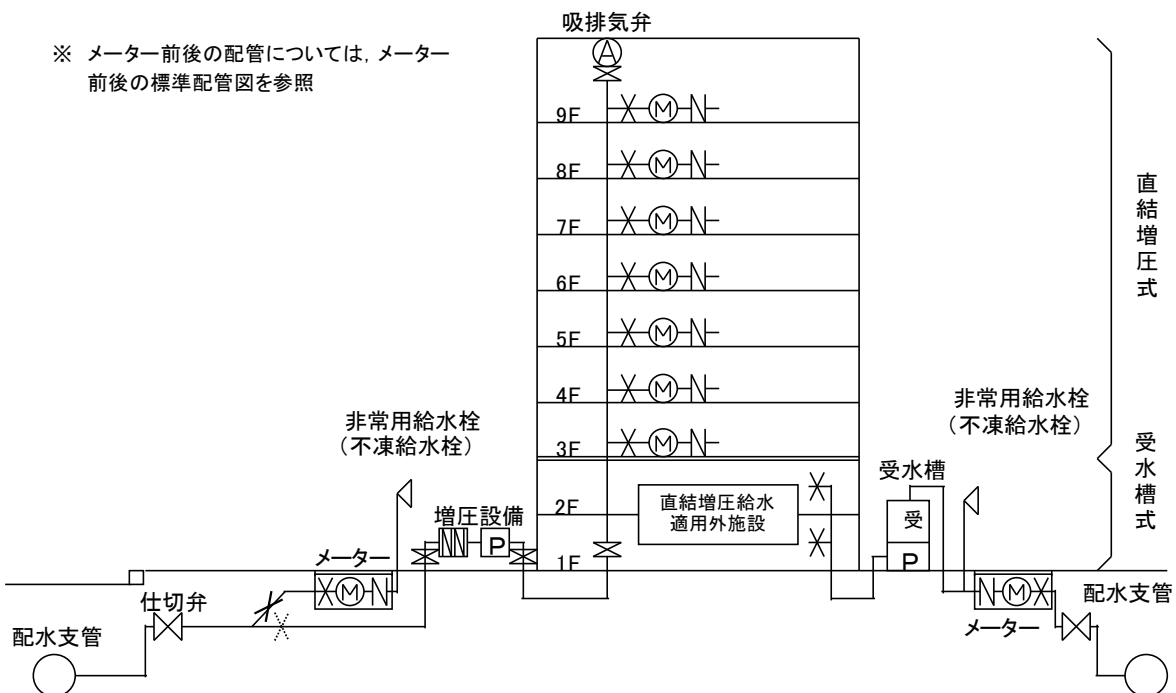 吸排気弁
※ メーター前後の配管については，メーター
前後の標準配管図を参照
A
9F
M
8F
M
7F
M
6F
M
5F
M
4F
M
3F
M
2F
1F
直結増圧式
受水槽式
非常用給水栓
（不凍給水栓）
増圧設備
P
メーター
M
仕切弁
配水支管
直結増圧給水
適用外施設
受水槽
受
P
非常用給水栓
（不凍給水栓）
M
メーター
配水支管